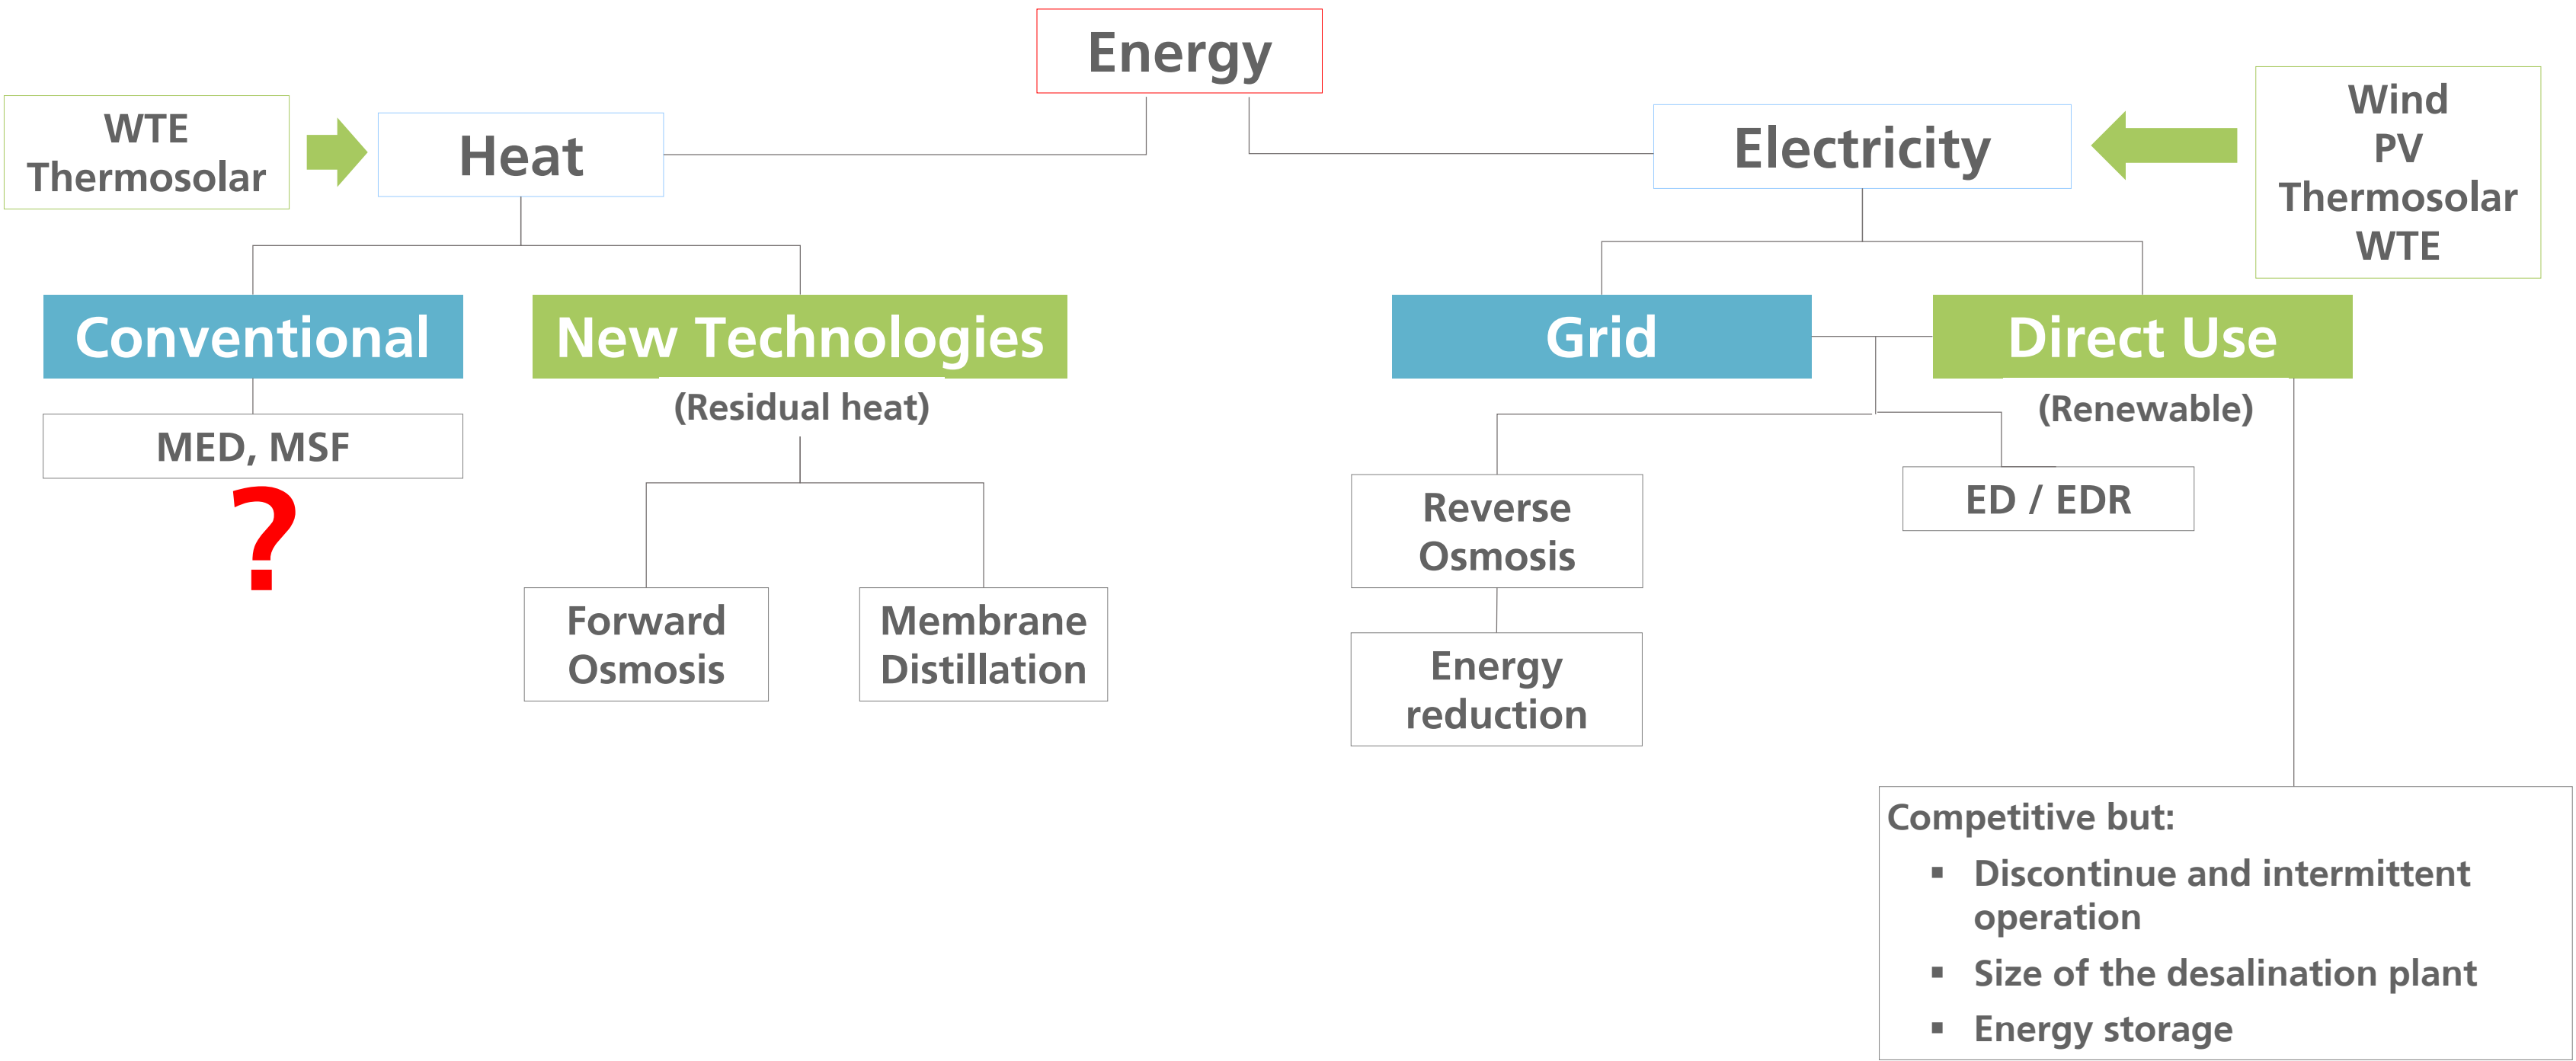 Energy
WTE
Thermosolar
Heat
Electricity
Wind
PV
Thermosolar
WTE
Conventional
New Technologies
Grid
Direct Use
(Residual heat)
(Renewable)
MED, MSF
?
Reverse
Osmosis
ED / EDR
Forward
Osmosis
Membrane
Distillation
Energy
reduction
Competitive but:
▪ Discontinue and intermittent
operation
▪ Size of the desalination plant
▪ Energy storage